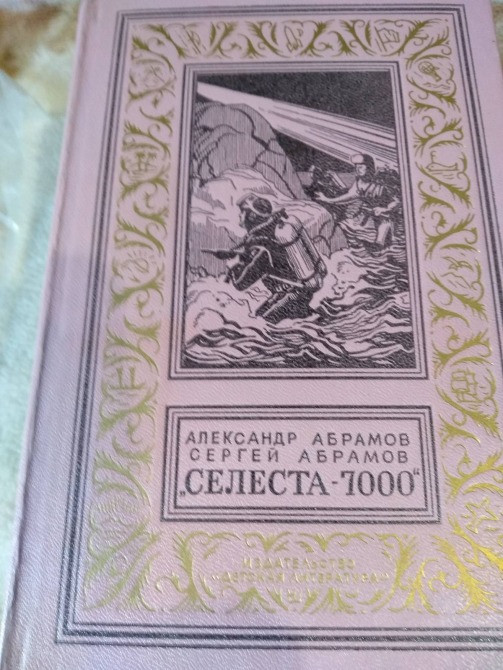 АЛЕКСАНДР АБРАМОВ
СЕРГЕЙ АБРАМОВ
„СЕЛЕСТА-7000“
ИЗДАТЕЛЬСТВО
„ДЕТСКАЯ ЛИТЕРАТУРА“